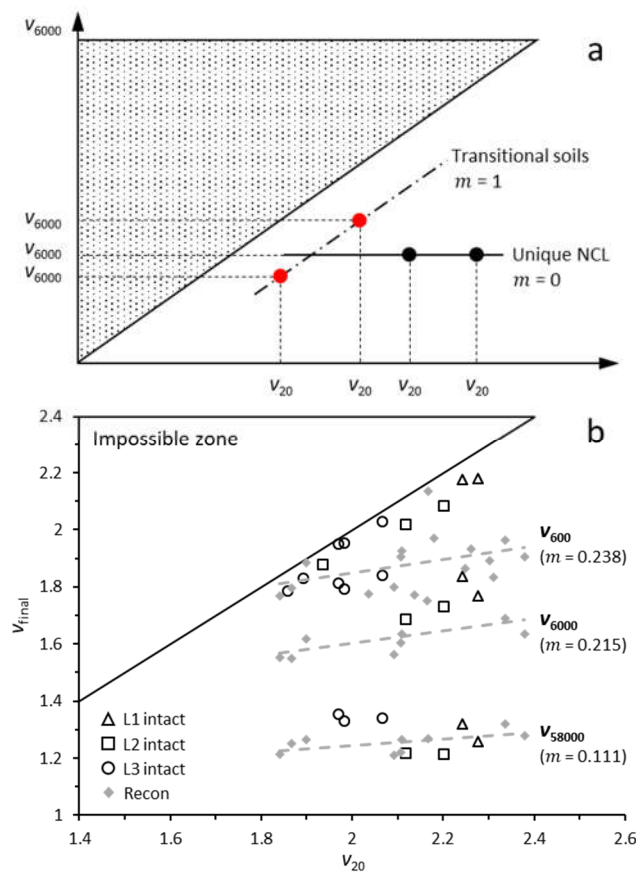 v6000
a
Transitional soils
m = 1
v6000
v6000
Unique NCL
v6000
m = 0
v20 v20 v20 v20
2.4
Impossible zone
b
2.2
2
v600
(m = 0.238)
1.8
vfinal
v6000
1.6
(m = 0.215)
1.4
L1 intact
L2 intact
v58000
1.2
L3 intact
(m = 0.111)
Recon
1
1.4 1.6 1.8 2 2.2 2.4 2.6
v20